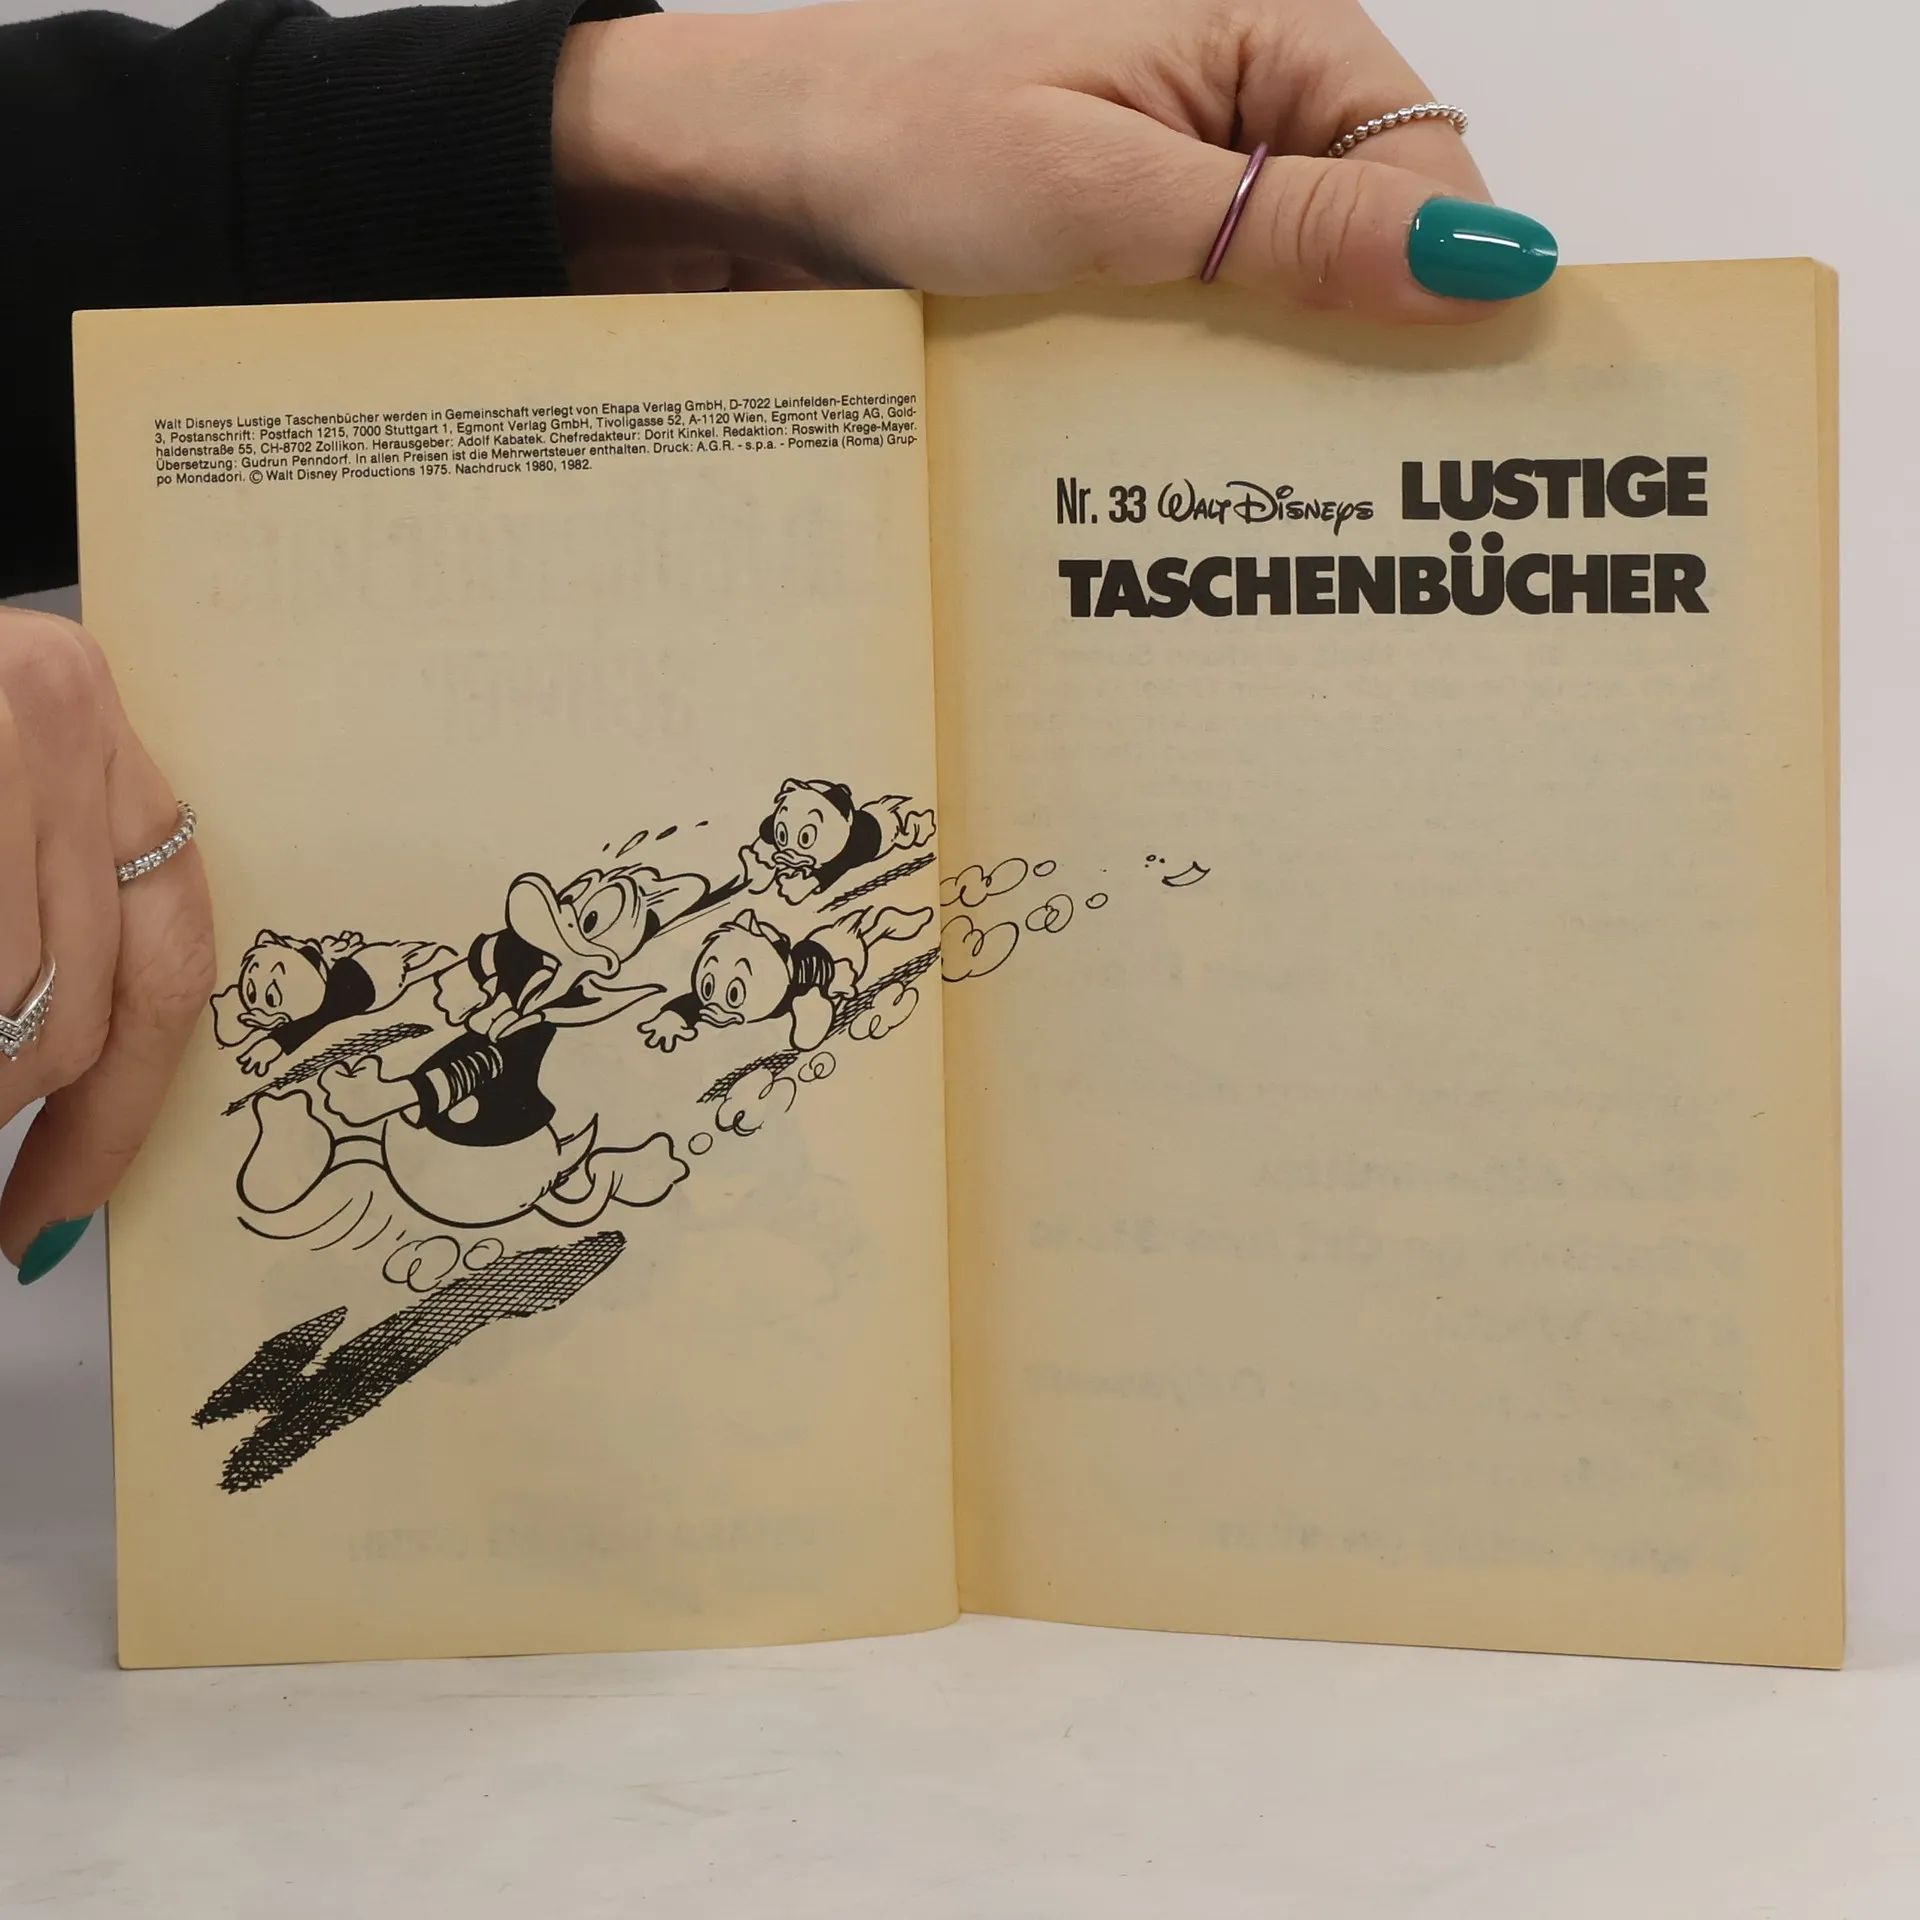 Walt Disneys Lustige Taschenbücher werden in Gemeinschaft verlegt von Ehapa Verlag GmbH, D-7022 Leinfelden-Echterdingen
3, Postanschrift: Postfach 1215, 7000 Stuttgart 1, Egmont Verlag GmbH, Tivoligasse 52, A-1120 Wien, Egmont Verlag AG, Gold-
haldenstraße 55, CH-8702 Zollikon. Herausgeber: Adolf Kabatek. Chefredakteur: Dorit Kinkel. Redaktion: Roswith Krege-Mayer.
Übersetzung: Gudrun Penndorf. In allen Preisen ist die Mehrwertsteuer enthalten. Druck: A.G.R. - s.p.a. - Pomezia (Roma) Grup-
po Mondadori. © Walt Disney Productions 1975. Nachdruck 1980, 1982.
Nr. 33 WALT DISNEYS LUSTIGE
TASCHENBÜCHER